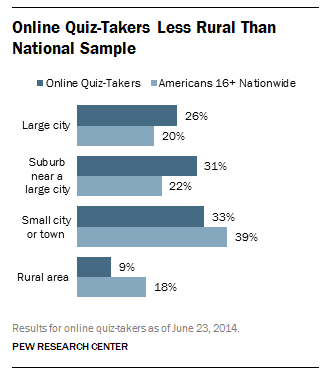 Online Quiz-Takers Less Rural Than
National Sample
Online Quiz-Takers Americans 16+ Nationwide
Large city
26%
20%
Suburb
near a
large city
31%
22%
Small city
or town
33%
39%
Rural area
9%
18%
Results for online quiz-takers as of June 23, 2014.
PEW RESEARCH CENTER